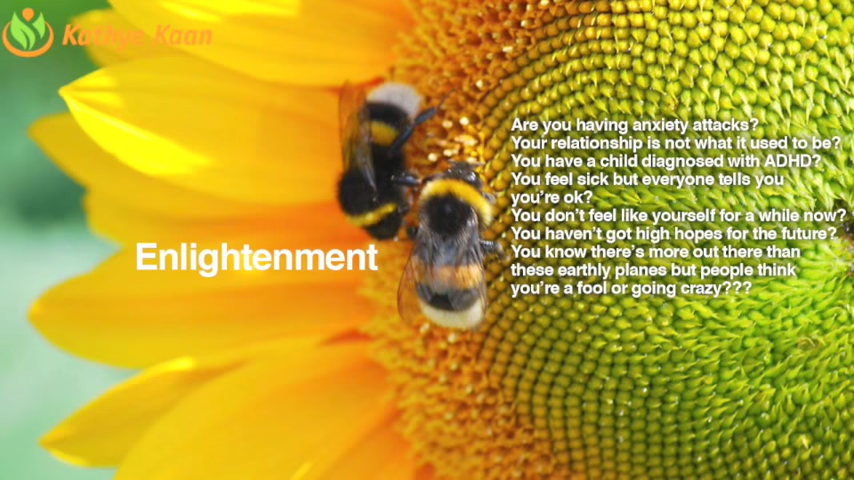 Kathye Kaan
Are you having anxiety attacks?
Your relationship is not what it used to be?
You have a child diagnosed with ADHD?
You feel sick but everyone tells you
you're ok?
You don't feel like yourself for a while now?
You haven't got high hopes for the future?
You know there's more out there than
these earthly planes but people think
you're a fool or going crazy???
Enlightenment